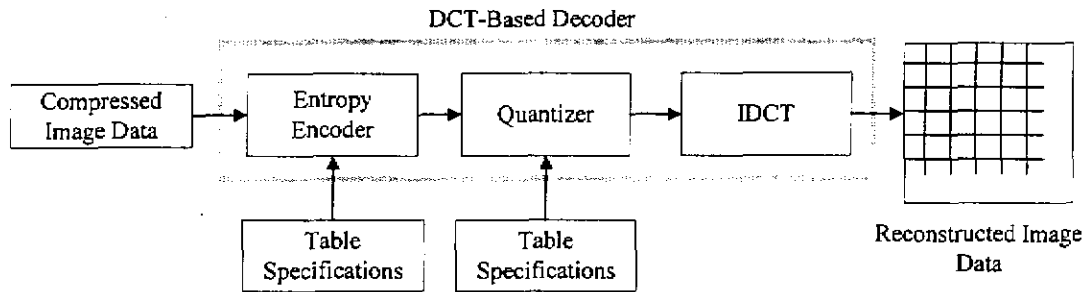 DCT-Based Decoder
Compressed
Image Data
Entropy
Encoder
Quantizer
IDCT
Table
Specifications
Table
Specifications
Reconstructed Image
Data